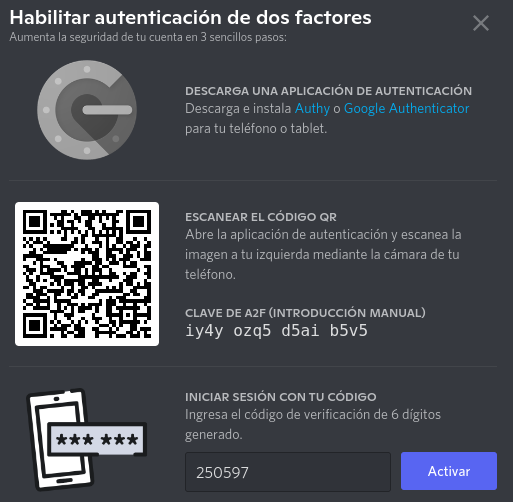 Habilitar autenticación de dos factores
Aumenta la seguridad de tu cuenta en 3 sencillos pasos:
DESCARGA UNA APLICACIÓN DE AUTENTICACIÓN
Descarga e instala Authy o Google Authenticator
para tu teléfono o tablet.
ESCANEAR EL CÓDIGO QR
Abre la aplicación de autenticación y escanea la
imagen a tu izquierda mediante la cámara de tu
teléfono.
CLAVE DE A2F (INTRODUCCIÓN MANUAL)
iy4y ozq5 d5ai b5v5
INICIAR SESIÓN CON TU CÓDIGO
Ingresa el código de verificación de 6 dígitos
generado.
*** ***
250597
Activar